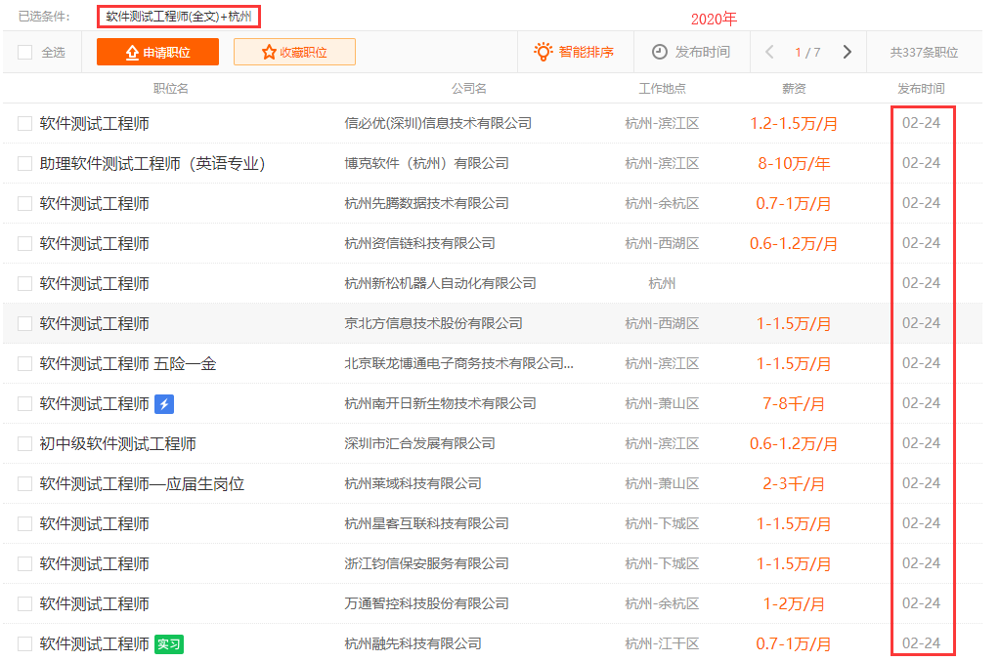 已选条件： 软件测试工程师(全文)+杭州 2020年
全选 申请职位 收藏职位 智能排序 发布时间 1 / 7 共337条职位
职位名 公司名 工作地点 薪资 发布时间
软件测试工程师 信必优(深圳)信息技术有限公司 杭州-滨江区 1.2-1.5万/月 02-24
助理软件测试工程师（英语专业） 博克软件（杭州）有限公司 杭州-滨江区 8-10万/年 02-24
软件测试工程师 杭州先腾数据技术有限公司 杭州-余杭区 0.7-1万/月 02-24
软件测试工程师 杭州资信链科技有限公司 杭州-西湖区 0.6-1.2万/月 02-24
软件测试工程师 杭州新松机器人自动化有限公司 杭州 02-24
软件测试工程师 京北方信息技术股份有限公司 杭州-西湖区 1-1.5万/月 02-24
软件测试工程师 五险一金 北京联龙博通电子商务技术有限公司... 杭州-滨江区 1-1.5万/月 02-24
软件测试工程师 杭州南开日新生物技术有限公司 杭州-萧山区 7-8千/月 02-24
初中级软件测试工程师 深圳市汇合发展有限公司 杭州-滨江区 0.6-1.2万/月 02-24
软件测试工程师—应届生岗位 杭州莱域科技有限公司 杭州-萧山区 2-3千/月 02-24
软件测试工程师 杭州星客互联科技有限公司 杭州-下城区 1-1.5万/月 02-24
软件测试工程师 浙江钧信保安服务有限公司 杭州-下城区 1-1.5万/月 02-24
软件测试工程师 万通智控科技股份有限公司 杭州-余杭区 1-2万/月 02-24
软件测试工程师 实习 杭州融先科技有限公司 杭州-江干区 0.7-1万/月 02-24